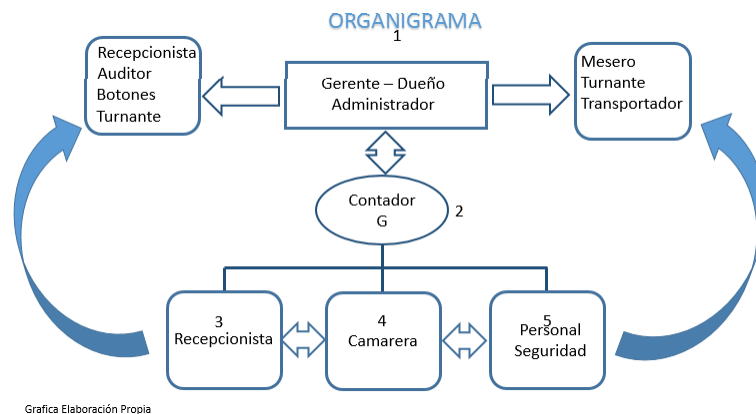 ORGANIGRAMA
1
Recepcionista
Auditor
Botones
Turnante
Gerente – Dueño
Administrador
Mesero
Turnante
Transportador
Contador
G
2
3
Recepcionista
4
Camarera
5
Personal
Seguridad
Grafica Elaboración Propia